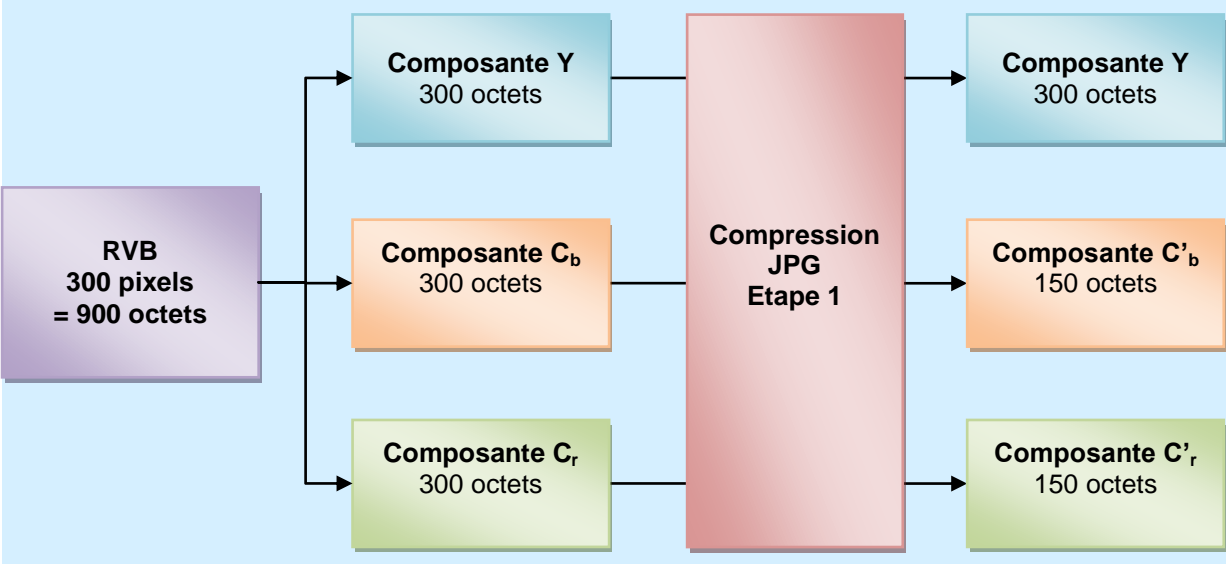 RVB
300 pixels
= 900 octets
Composante Y
300 octets
Composante Cb
300 octets
Composante Cr
300 octets
Compression
JPG
Etape 1
Composante Y
300 octets
Composante C’b
150 octets
Composante C’r
150 octets